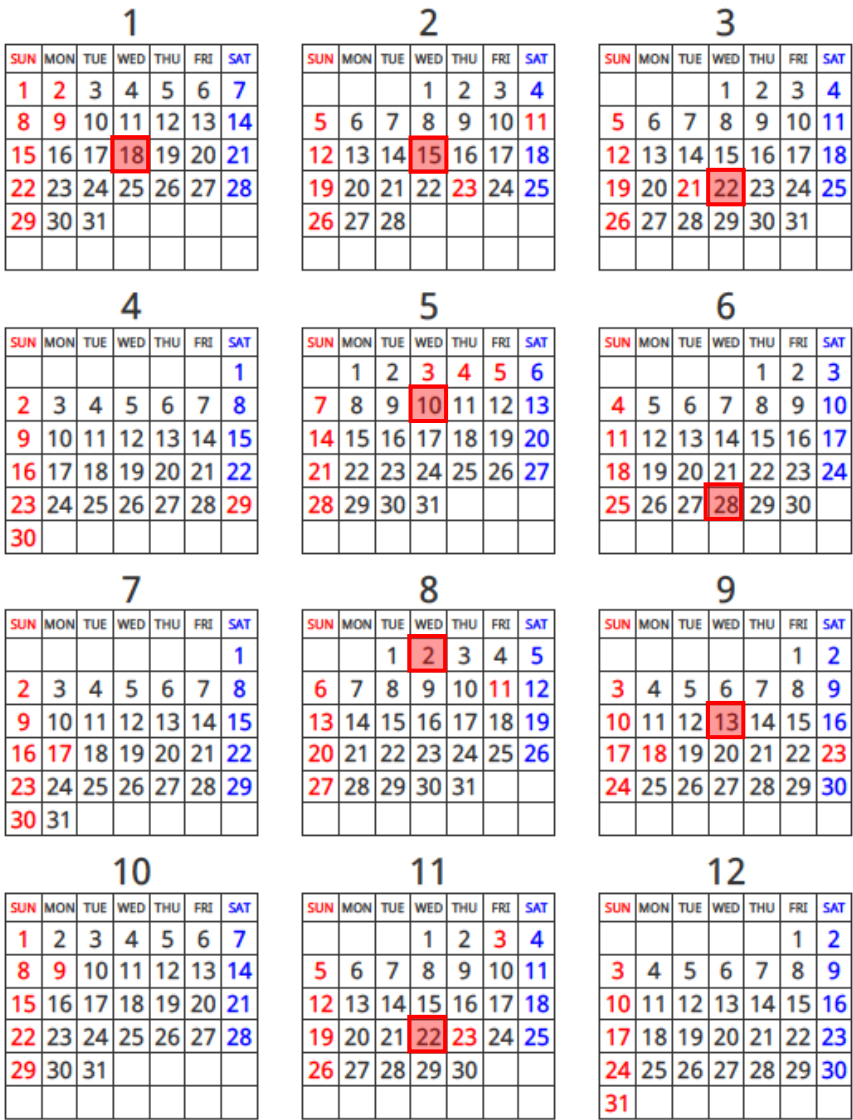 1 2 3
SUN MON TUE WED THU FRI SAT SUN MON TUE WED THU FRI SAT SUN MON TUE WED THU FRI SAT
1 2 3 4 5 6 7 1 2 3 4 1 2 3 4
8 9 10 11 12 13 14 5 6 7 8 9 10 11 5 6 7 8 9 10 11
15 16 17 18 19 20 21 12 13 14 15 16 17 18 12 13 14 15 16 17 18
22 23 24 25 26 27 28 19 20 21 22 23 24 25 19 20 21 22 23 24 25
29 30 31 26 27 28 26 27 28 29 30 31
4 5 6
SUN MON TUE WED THU FRI SAT SUN MON TUE WED THU FRI SAT SUN MON TUE WED THU FRI SAT
1 1 2 3 4 5 6 1 2 3
2 3 4 5 6 7 8 7 8 9 10 11 12 13 4 5 6 7 8 9 10
9 10 11 12 13 14 15 14 15 16 17 18 19 20 11 12 13 14 15 16 17
16 17 18 19 20 21 22 21 22 23 24 25 26 27 18 19 20 21 22 23 24
23 24 25 26 27 28 29 28 29 30 31 25 26 27 28 29 30
30
7 8 9
SUN MON TUE WED THU FRI SAT SUN MON TUE WED THU FRI SAT SUN MON TUE WED THU FRI SAT
1 1 2 3 4 5 1 2
2 3 4 5 6 7 8 6 7 8 9 10 11 12 3 4 5 6 7 8 9
9 10 11 12 13 14 15 13 14 15 16 17 18 19 10 11 12 13 14 15 16
16 17 18 19 20 21 22 20 21 22 23 24 25 26 17 18 19 20 21 22 23
23 24 25 26 27 28 29 27 28 29 30 31 24 25 26 27 28 29 30
30 31
10 11 12
SUN MON TUE WED THU FRI SAT SUN MON TUE WED THU FRI SAT SUN MON TUE WED THU FRI SAT
1 2 3 4 5 6 7 1 2 3 4 1 2
8 9 10 11 12 13 14 5 6 7 8 9 10 11 3 4 5 6 7 8 9
15 16 17 18 19 20 21 12 13 14 15 16 17 18 10 11 12 13 14 15 16
22 23 24 25 26 27 28 19 20 21 22 23 24 25 17 18 19 20 21 22 23
29 30 31 26 27 28 29 30 24 25 26 27 28 29 30
31